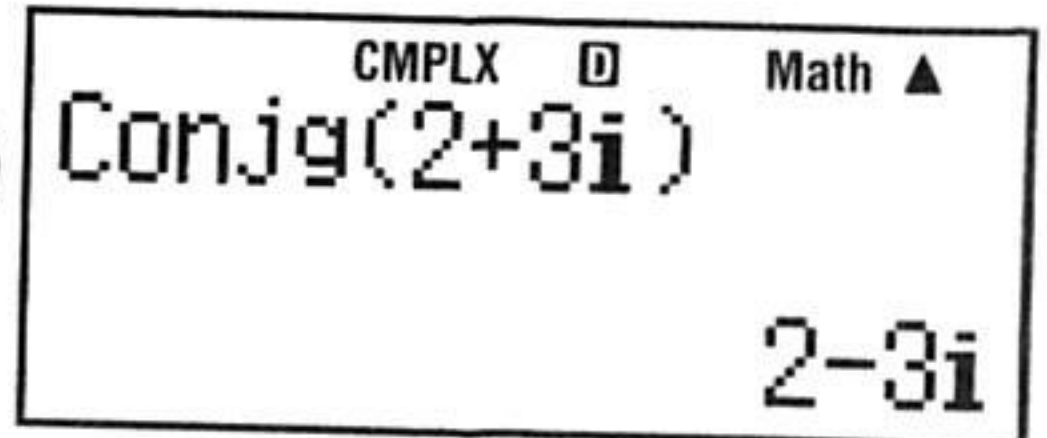 CMPLX D Math ▲
Conjg(2+3i)
2-3i